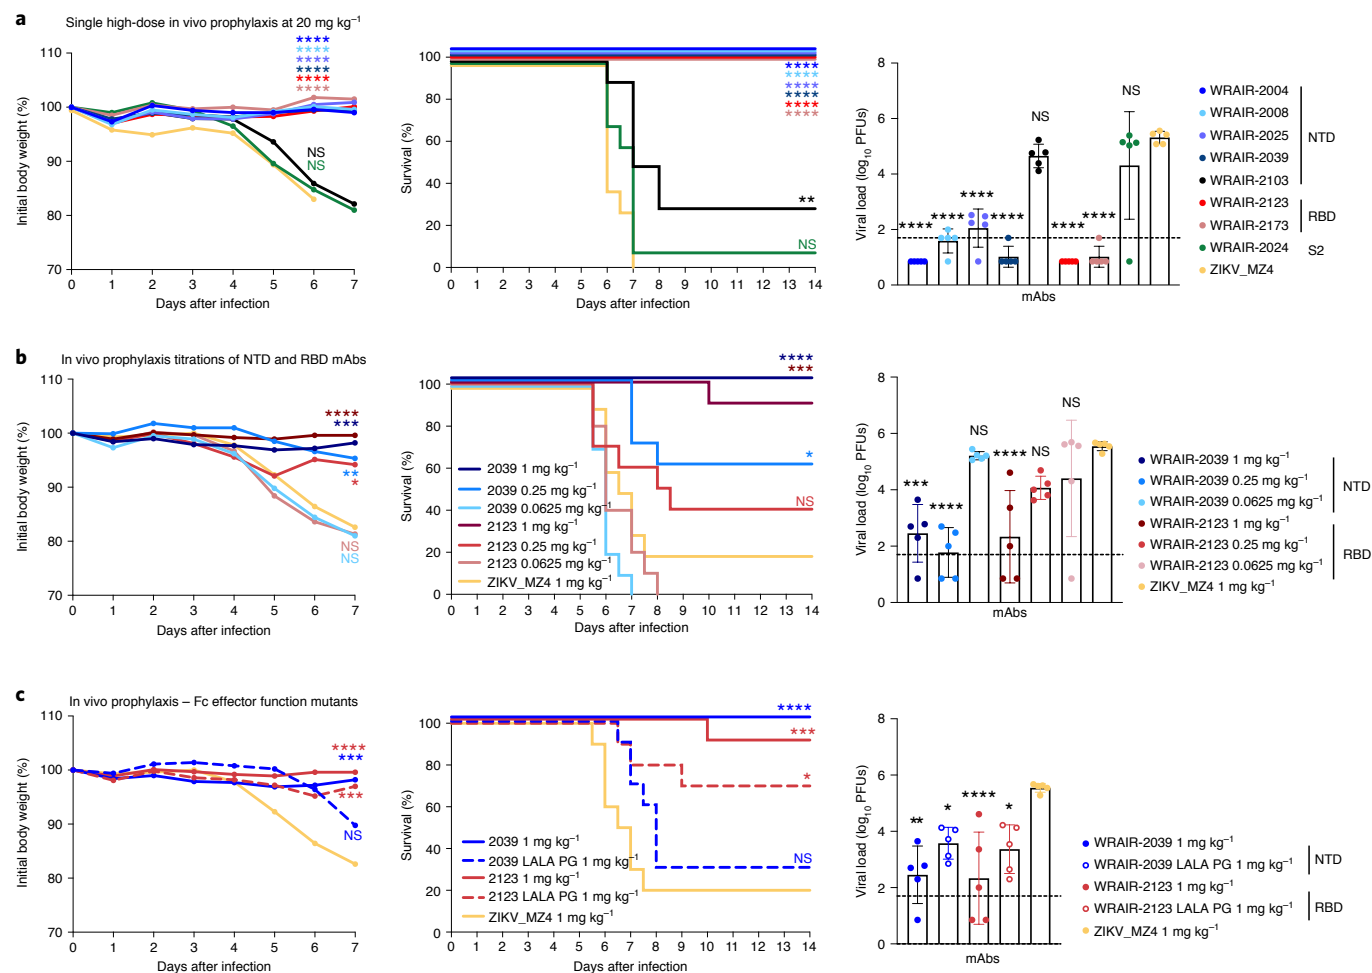 a
Single high-dose in vivo prophylaxis at 20 mg kg⁻¹
Initial body weight (%)
110
100
90
80
70
****
****
****
****
****
****
NS
NS
0 1 2 3 4 5 6 7
Days after infection
Survival (%)
100
80
60
40
20
0
****
****
****
****
****
****
**
NS
0 1 2 3 4 5 6 7 8 9 10 11 12 13 14
Days after infection
Viral load (log₁₀ PFUs)
8
6
4
2
0
**** **** **** **** NS **** **** NS
mAbs
WRAIR-2004
WRAIR-2008
WRAIR-2025
WRAIR-2039
WRAIR-2103
NTD
WRAIR-2123
WRAIR-2173
RBD
WRAIR-2024
S2
ZIKV_MZ4
b
In vivo prophylaxis titrations of NTD and RBD mAbs
Initial body weight (%)
110
100
90
80
70
****
***
**
*
NS
NS
0 1 2 3 4 5 6 7
Days after infection
Survival (%)
100
80
60
40
20
0
****
***
*
NS
2039 1 mg kg⁻¹
2039 0.25 mg kg⁻¹
2039 0.0625 mg kg⁻¹
2123 1 mg kg⁻¹
2123 0.25 mg kg⁻¹
2123 0.0625 mg kg⁻¹
ZIKV_MZ4 1 mg kg⁻¹
0 1 2 3 4 5 6 7 8 9 10 11 12 13 14
Days after infection
Viral load (log₁₀ PFUs)
8
6
4
2
0
*** **** NS **** NS NS
mAbs
WRAIR-2039 1 mg kg⁻¹
WRAIR-2039 0.25 mg kg⁻¹
WRAIR-2039 0.0625 mg kg⁻¹
NTD
WRAIR-2123 1 mg kg⁻¹
WRAIR-2123 0.25 mg kg⁻¹
WRAIR-2123 0.0625 mg kg⁻¹
RBD
ZIKV_MZ4 1 mg kg⁻¹
c
In vivo prophylaxis – Fc effector function mutants
Initial body weight (%)
110
100
90
80
70
****
***
***
NS
0 1 2 3 4 5 6 7
Days after infection
Survival (%)
100
80
60
40
20
0
****
***
*
NS
2039 1 mg kg⁻¹
2039 LALA PG 1 mg kg⁻¹
2123 1 mg kg⁻¹
2123 LALA PG 1 mg kg⁻¹
ZIKV_MZ4 1 mg kg⁻¹
0 1 2 3 4 5 6 7 8 9 10 11 12 13 14
Days after infection
Viral load (log₁₀ PFUs)
8
6
4
2
0
** * **** *
mAbs
WRAIR-2039 1 mg kg⁻¹
WRAIR-2039 LALA PG 1 mg kg⁻¹
NTD
WRAIR-2123 1 mg kg⁻¹
WRAIR-2123 LALA PG 1 mg kg⁻¹
RBD
ZIKV_MZ4 1 mg kg⁻¹